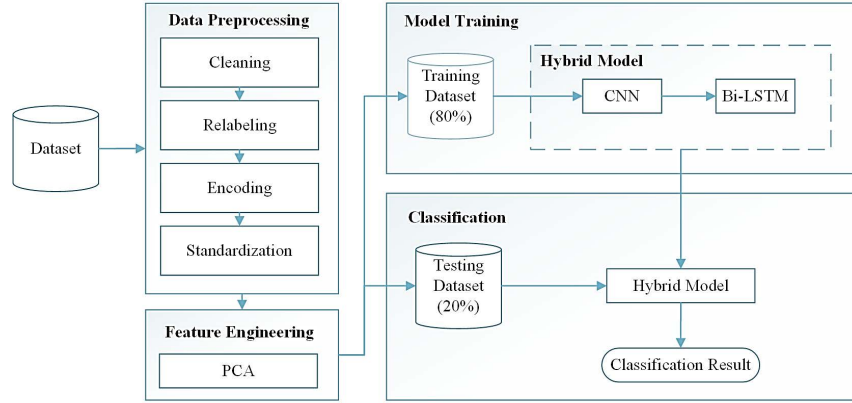 Data Preprocessing
Cleaning
Relabeling
Encoding
Standardization
Dataset
Feature Engineering
PCA
Model Training
Training
Dataset
(80%)
Hybrid Model
CNN
Bi-LSTM
Classification
Testing
Dataset
(20%)
Hybrid Model
Classification Result